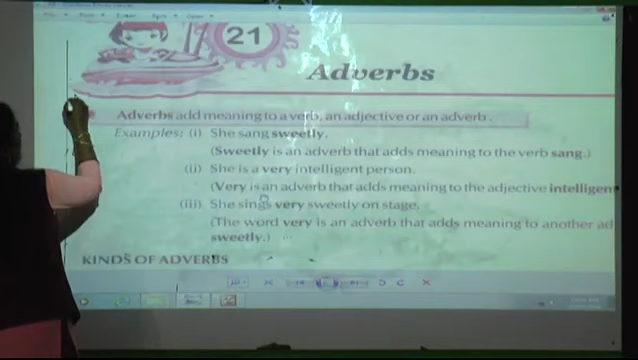 21
Adverbs
Adverbs add meaning to a verb, an adjective or an adverb.
Examples: (i) She sang sweetly.
(Sweetly is an adverb that adds meaning to the verb sang.)
(ii) She is a very intelligent person.
(Very is an adverb that adds meaning to the adjective intelligen
(iii) She sings very sweetly on stage.
(The word very is an adverb that adds meaning to another ad
sweetly.)
KINDS OF ADVERBS